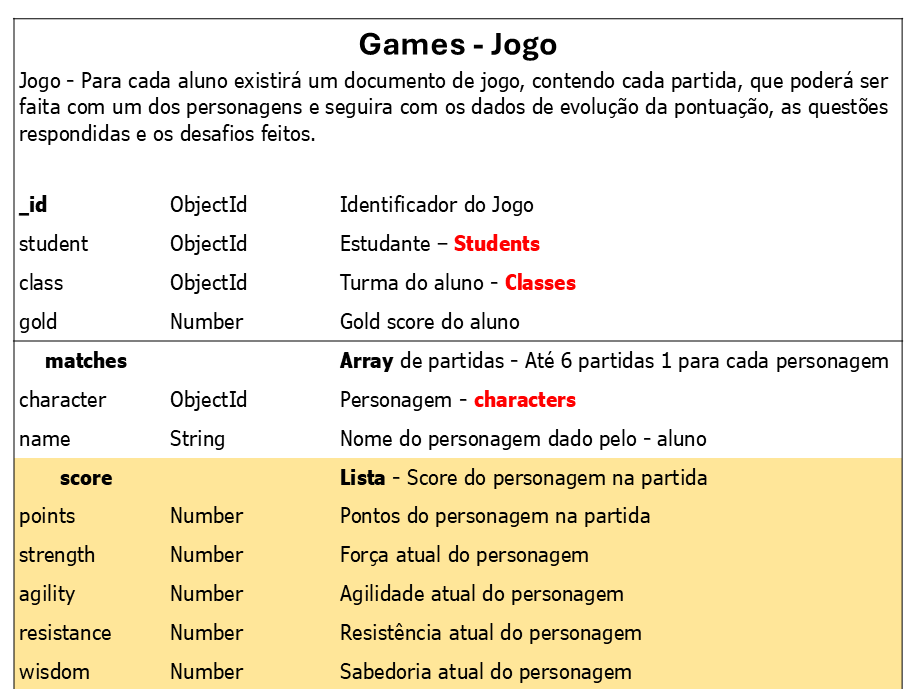 Games - Jogo
Jogo - Para cada aluno existirá um documento de jogo, contendo cada partida, que poderá ser
faita com um dos personagens e seguira com os dados de evolução da pontuação, as questões
respondidas e os desafios feitos.
_id ObjectId Identificador do Jogo
student ObjectId Estudante – Students
class ObjectId Turma do aluno - Classes
gold Number Gold score do aluno
matches Array de partidas - Até 6 partidas 1 para cada personagem
character ObjectId Personagem - characters
name String Nome do personagem dado pelo - aluno
score Lista - Score do personagem na partida
points Number Pontos do personagem na partida
strength Number Força atual do personagem
agility Number Agilidade atual do personagem
resistance Number Resistência atual do personagem
wisdom Number Sabedoria atual do personagem